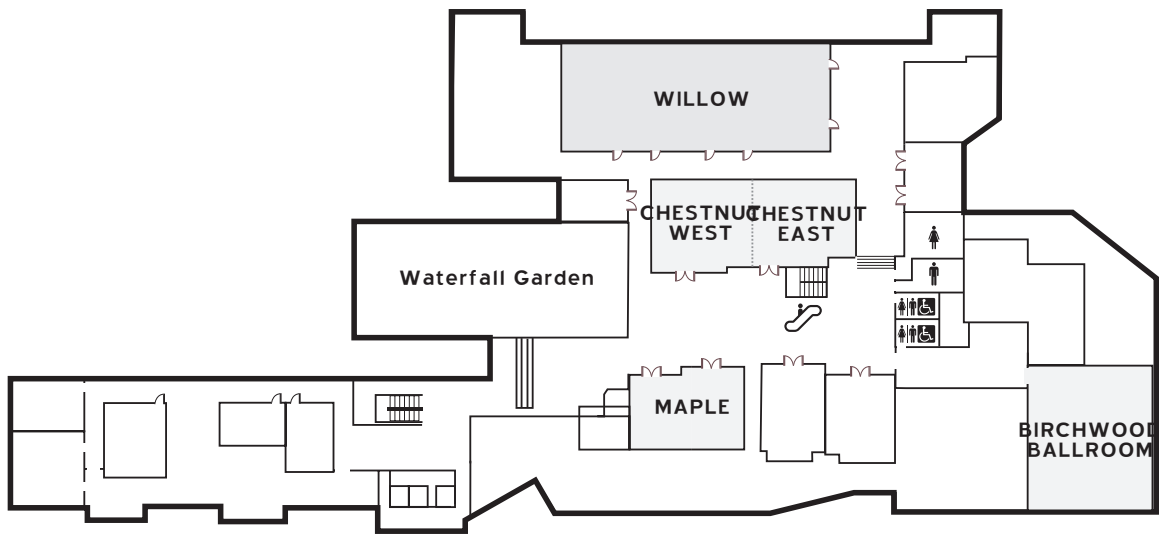 WILLOW
CHESTNUT
WEST
CHESTNUT
EAST
Waterfall Garden
MAPLE
BIRCHWOOD
BALLROOM